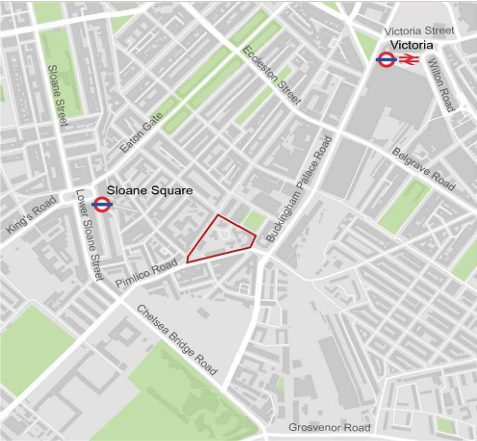 Victoria Street
Victoria
Wilton Road
Eccleston Street
Sloane Street
Eaton Gate
Belgrave Road
Buckingham Palace Road
Sloane Square
King's Road
Lower Sloane Street
Pimlico Road
Chelsea Bridge Road
Grosvenor Road